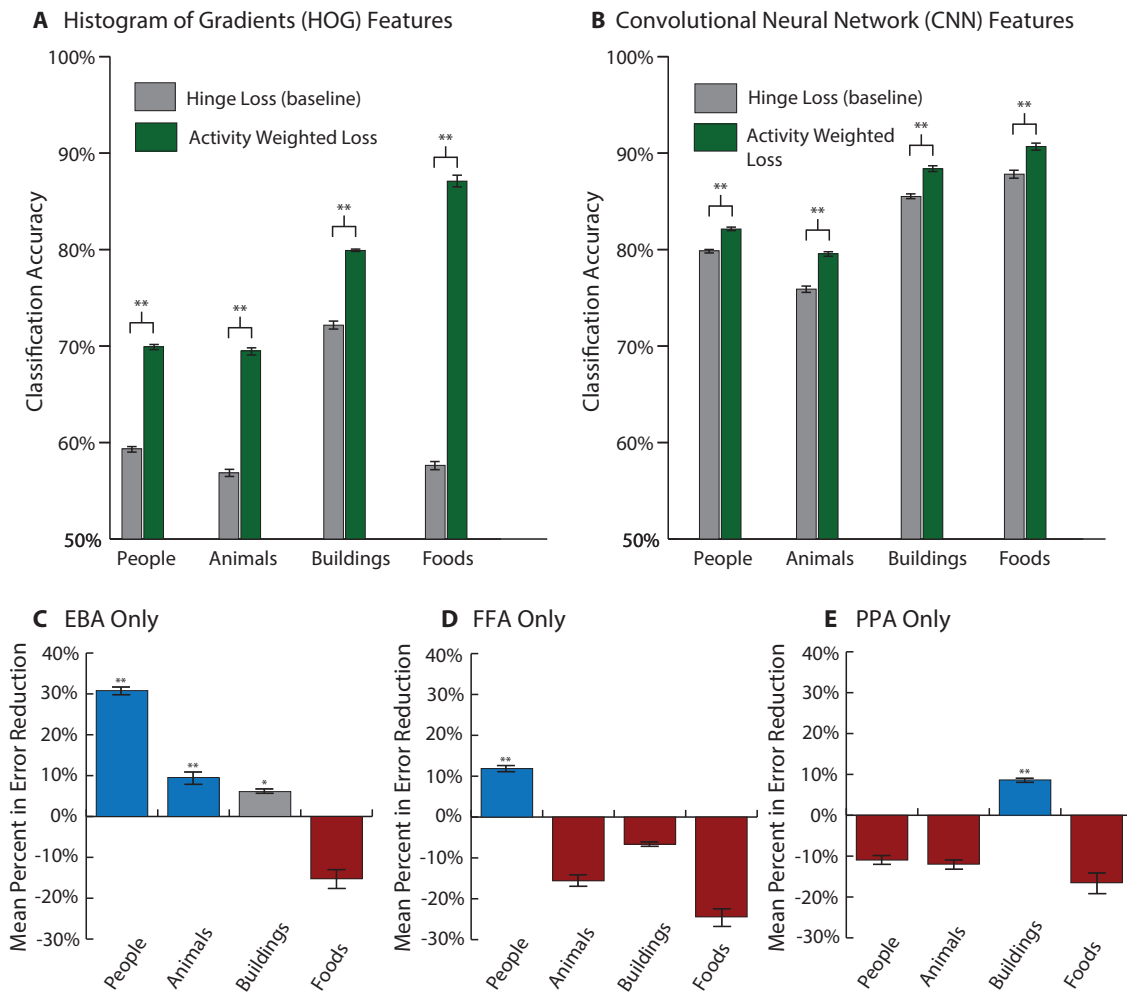 A Histogram of Gradients (HOG) Features
Classification Accuracy
100%
90%
80%
70%
60%
50%
Hinge Loss (baseline)
Activity Weighted Loss
**
**
**
**
People Animals Buildings Foods
B Convolutional Neural Network (CNN) Features
Classification Accuracy
100%
90%
80%
70%
60%
50%
Hinge Loss (baseline)
Activity Weighted
Loss
**
**
**
**
People Animals Buildings Foods
C EBA Only
Mean Percent in Error Reduction
40%
30%
20%
10%
0%
-10%
-20%
-30%
**
**
*
People Animals Buildings Foods
D FFA Only
Mean Percent in Error Reduction
40%
30%
20%
10%
0%
-10%
-20%
-30%
**
People Animals Buildings Foods
E PPA Only
Mean Percent in Error Reduction
40%
30%
20%
10%
0%
-10%
-20%
-30%
**
People Animals Buildings Foods